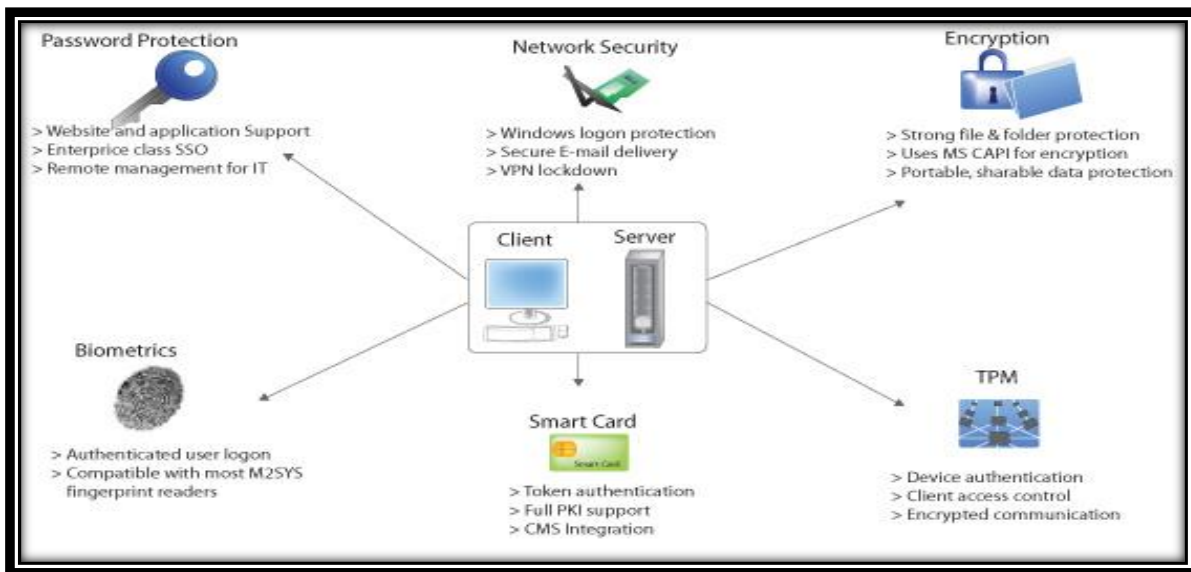 Password Protection
> Website and application Support
> Enterprice class SSO
> Remote management for IT
Network Security
> Windows logon protection
> Secure E-mail delivery
> VPN lockdown
Encryption
> Strong file & folder protection
> Uses MS CAPI for encryption
> Portable, sharable data protection
Client
Server
Biometrics
> Authenticated user logon
> Compatible with most M2SYS
fingerprint readers
Smart Card
Smart Card
> Token authentication
> Full PKI support
> CMS Integration
TPM
> Device authentication
> Client access control
> Encrypted communication